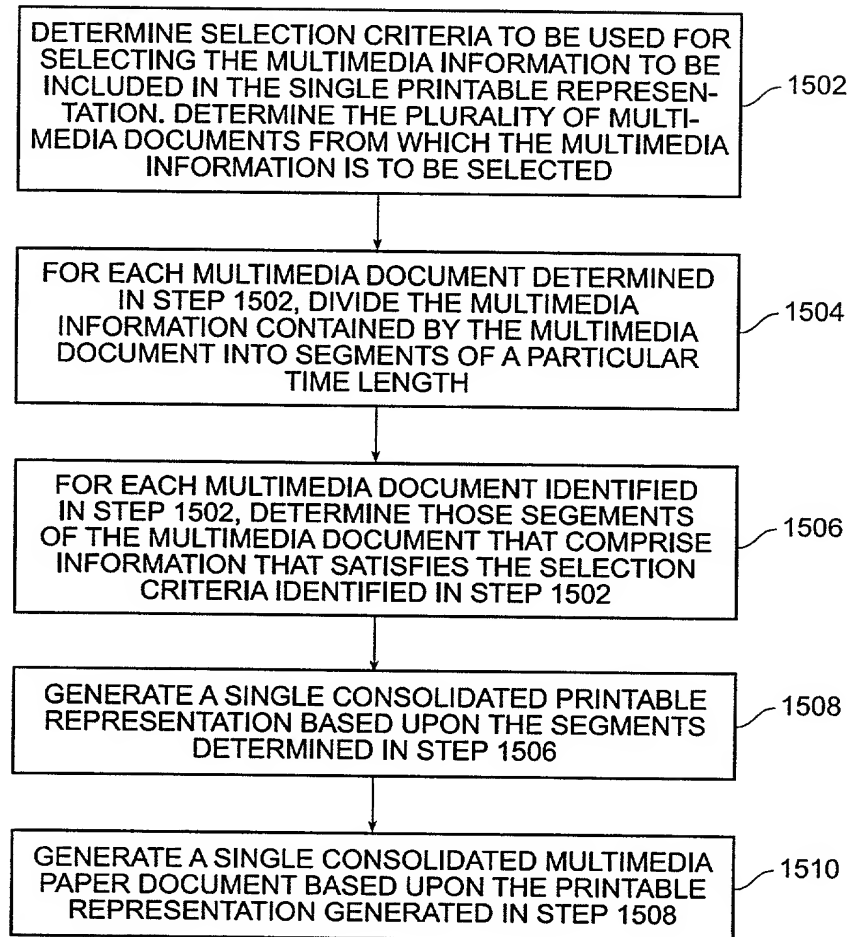 DETERMINE SELECTION CRITERIA TO BE USED FOR
SELECTING THE MULTIMEDIA INFORMATION TO BE
INCLUDED IN THE SINGLE PRINTABLE REPRESEN-
TATION. DETERMINE THE PLURALITY OF MULTI-
MEDIA DOCUMENTS FROM WHICH THE MULTIMEDIA
INFORMATION IS TO BE SELECTED
1502
FOR EACH MULTIMEDIA DOCUMENT DETERMINED
IN STEP 1502, DIVIDE THE MULTIMEDIA
INFORMATION CONTAINED BY THE MULTIMEDIA
DOCUMENT INTO SEGMENTS OF A PARTICULAR
TIME LENGTH
1504
FOR EACH MULTIMEDIA DOCUMENT IDENTIFIED
IN STEP 1502, DETERMINE THOSE SEGEMENTS
OF THE MULTIMEDIA DOCUMENT THAT COMPRISE
INFORMATION THAT SATISFIES THE SELECTION
CRITERIA IDENTIFIED IN STEP 1502
1506
GENERATE A SINGLE CONSOLIDATED PRINTABLE
REPRESENTATION BASED UPON THE SEGMENTS
DETERMINED IN STEP 1506
1508
GENERATE A SINGLE CONSOLIDATED MULTIMEDIA
PAPER DOCUMENT BASED UPON THE PRINTABLE
REPRESENTATION GENERATED IN STEP 1508
1510